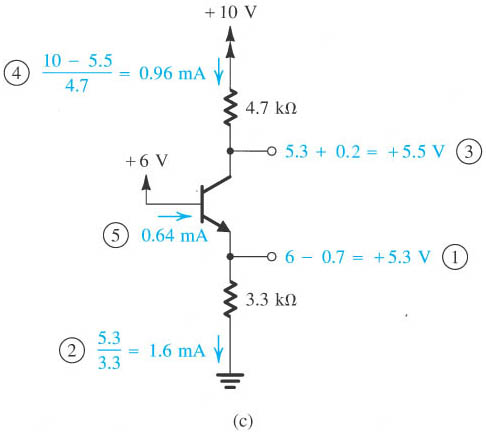 +10 V
④ 10 − 5.5 / 4.7 = 0.96 mA
4.7 kΩ
5.3 + 0.2 = +5.5 V ③
+6 V
⑤ 0.64 mA
6 − 0.7 = +5.3 V ①
3.3 kΩ
② 5.3 / 3.3 = 1.6 mA
(c)